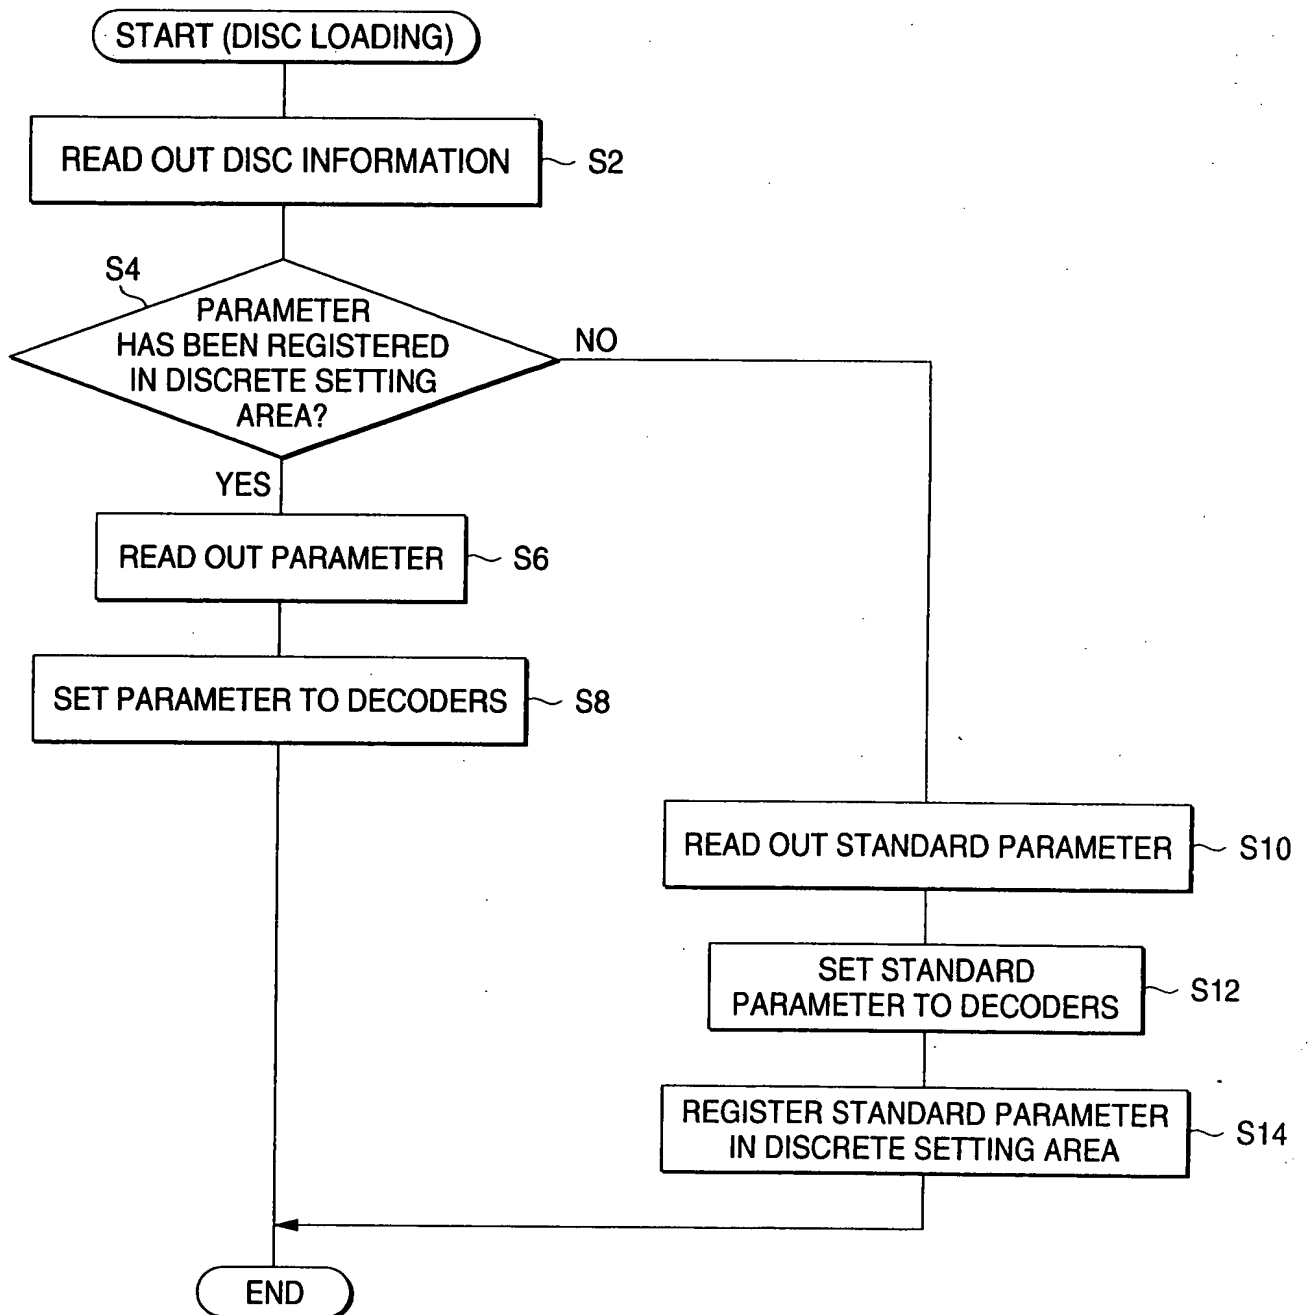 START (DISC LOADING)
READ OUT DISC INFORMATION
S2
S4
PARAMETER
HAS BEEN REGISTERED
IN DISCRETE SETTING
AREA?
NO
YES
READ OUT PARAMETER
S6
SET PARAMETER TO DECODERS
S8
READ OUT STANDARD PARAMETER
S10
SET STANDARD
PARAMETER TO DECODERS
S12
REGISTER STANDARD PARAMETER
IN DISCRETE SETTING AREA
S14
END